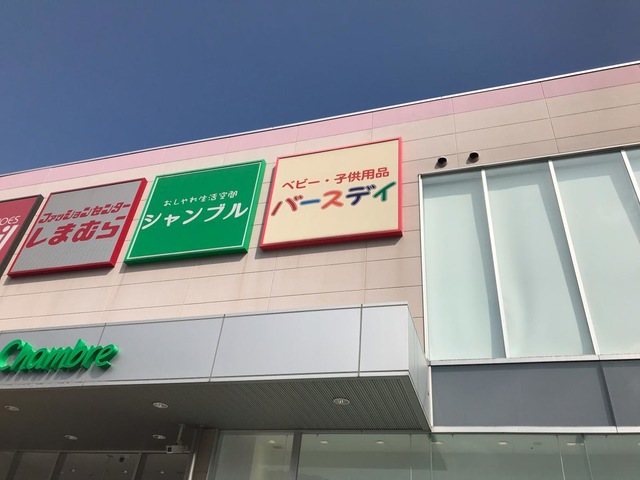 OES
i
ファッションセンター
しまむら
おしゃれ生活空間
シャンブル
ベビー・子供用品
バースデイ
Chambre